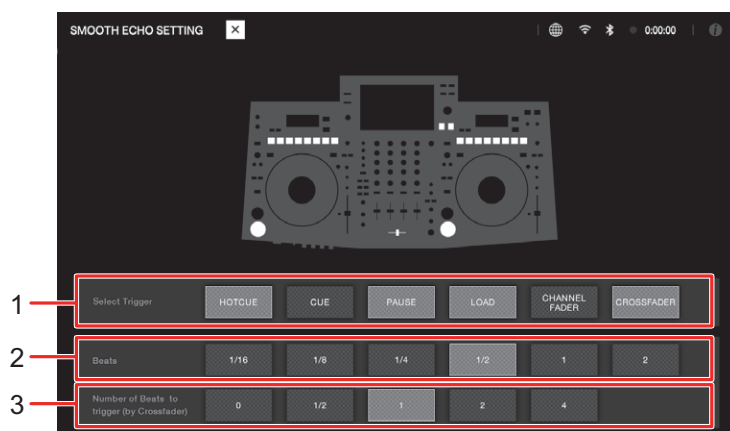 SMOOTH ECHO SETTING ×
0:00:00 i
1
Select Trigger HOTCUE CUE PAUSE LOAD CHANNEL FADER CROSSFADER
2
Beats 1/16 1/8 1/4 1/2 1 2
3
Number of Beats to
trigger (by Crossfader) 0 1/2 1 2 4